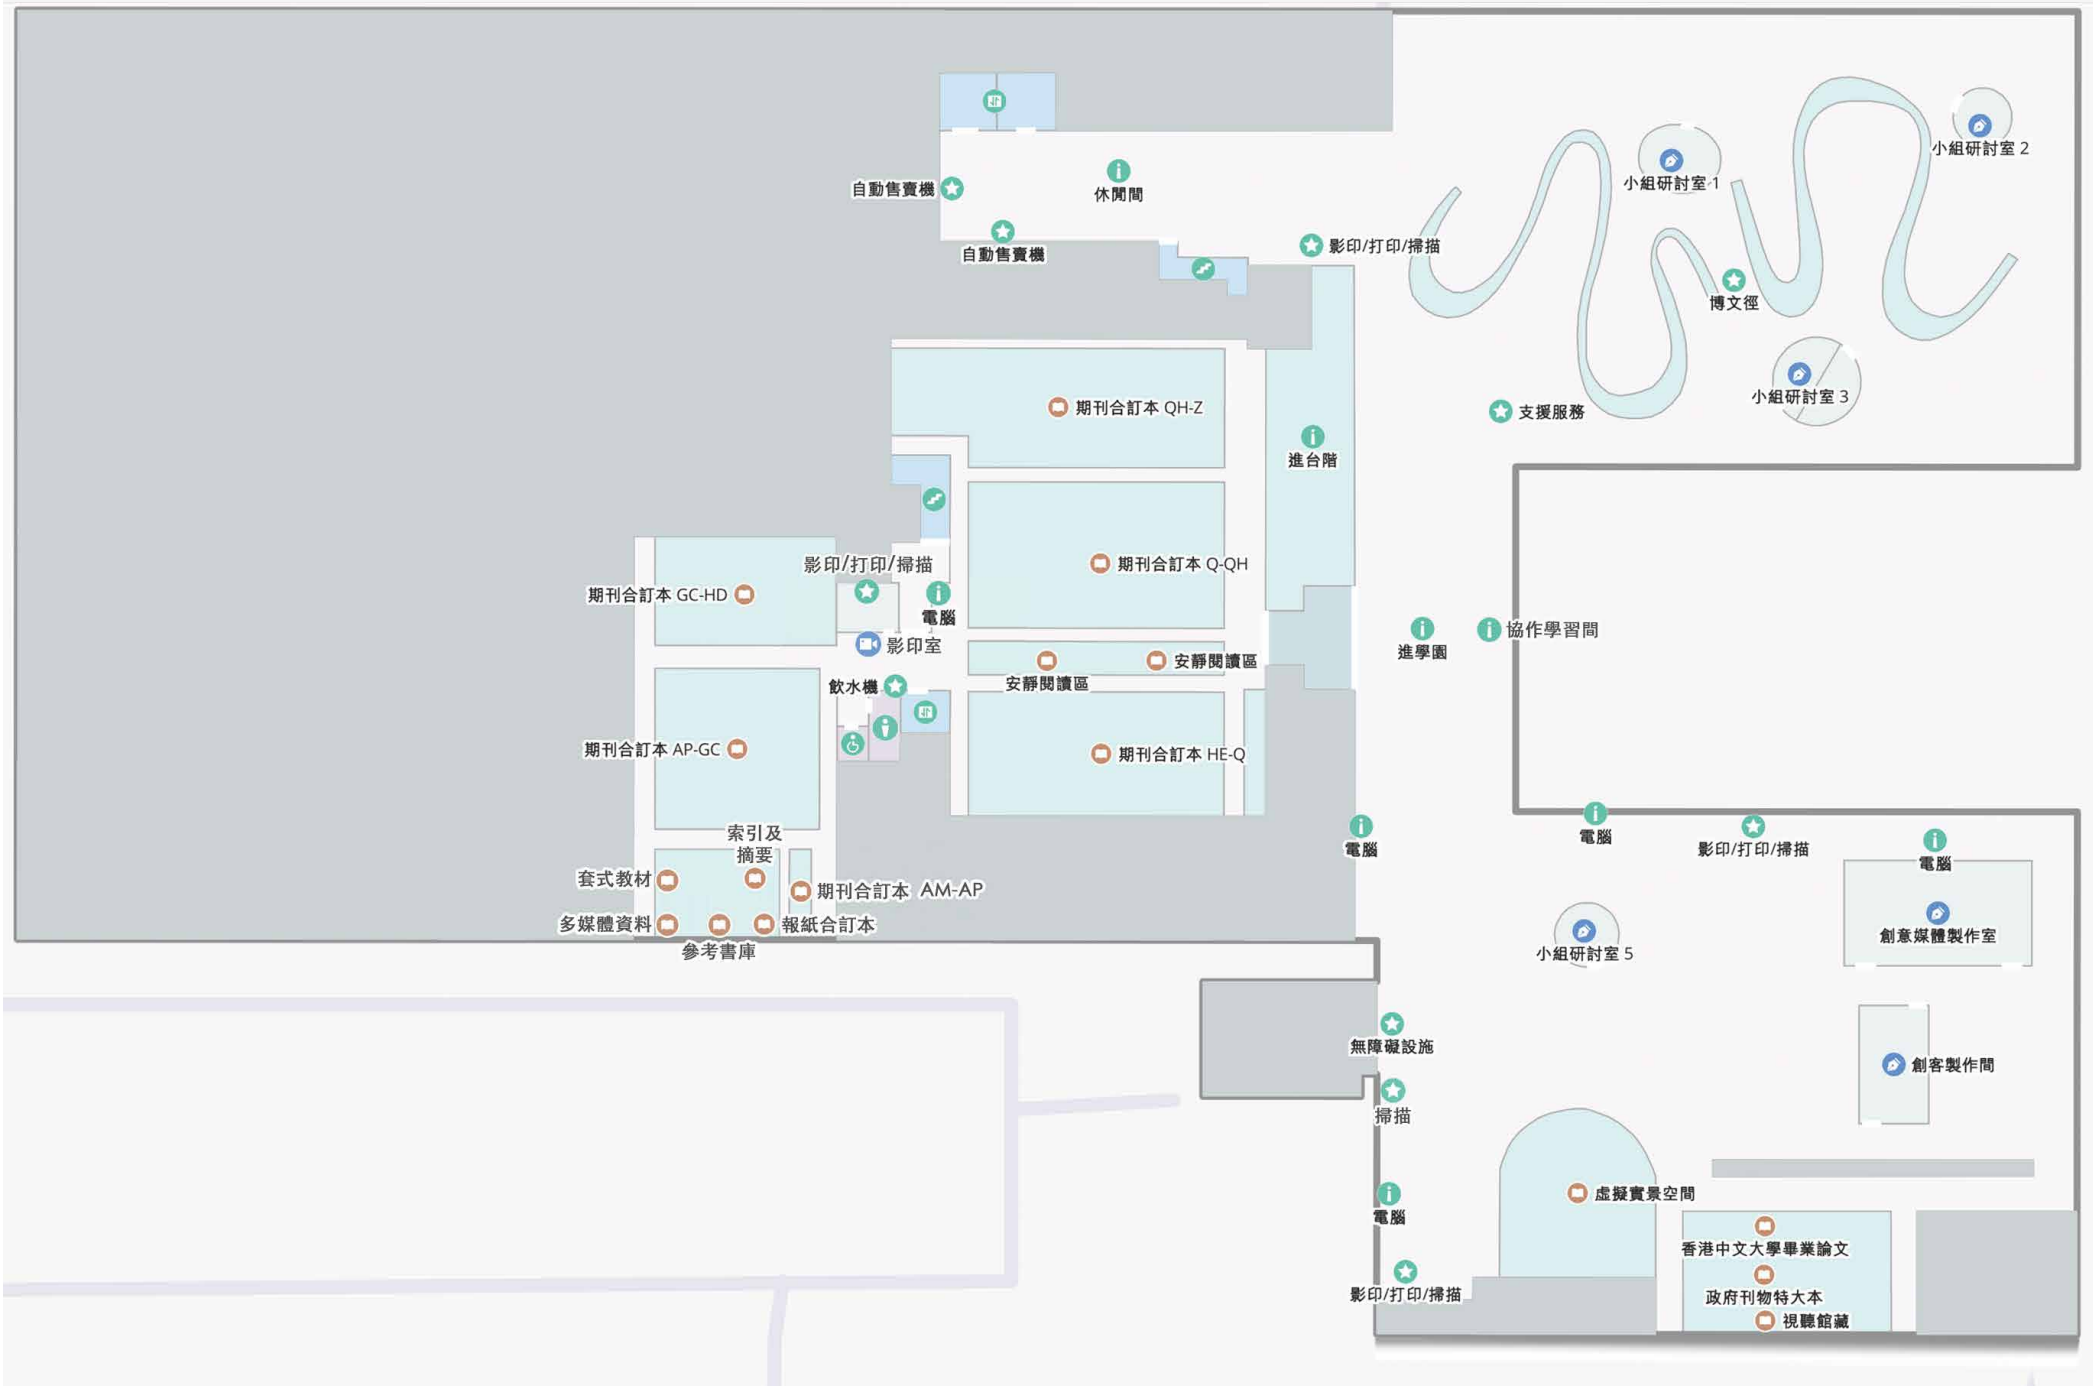 小組研討室 2
小組研討室 1
自動售賣機
休閒間
自動售賣機
影印/打印/掃描
博文徑
小組研討室 3
期刊合訂本 QH-Z
支援服務
進台階
影印/打印/掃描
期刊合訂本 Q-QH
期刊合訂本 GC-HD
電腦
協作學習間
影印室
進學園
安靜閱讀區
安靜閱讀區
飲水機
期刊合訂本 AP-GC
期刊合訂本 HE-Q
索引及
摘要
電腦
電腦
影印/打印/掃描
電腦
套式教材
期刊合訂本 AM-AP
多媒體資料
報紙合訂本
參考書庫
創意媒體製作室
小組研討室 5
無障礙設施
創客製作間
掃描
虛擬實景空間
電腦
香港中文大學畢業論文
影印/打印/掃描
政府刊物特大本
視聽館藏